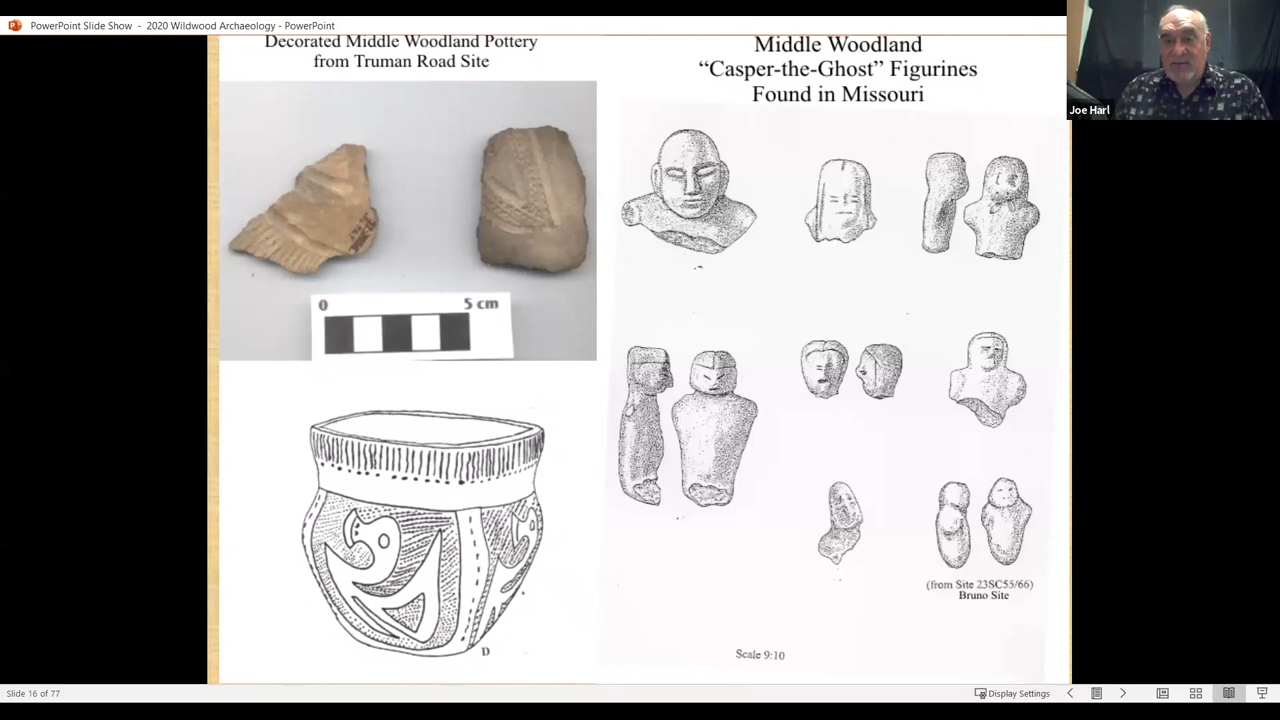 PowerPoint Slide Show - 2020 Wildwood Archaeology - PowerPoint
Joe Harl
Decorated Middle Woodland Pottery
from Truman Road Site
0 5 cm
D
Middle Woodland
“Casper-the-Ghost” Figurines
Found in Missouri
(from Site 23SC55/66)
Bruno Site
Scale 9:10
Slide 16 of 77
Display Settings